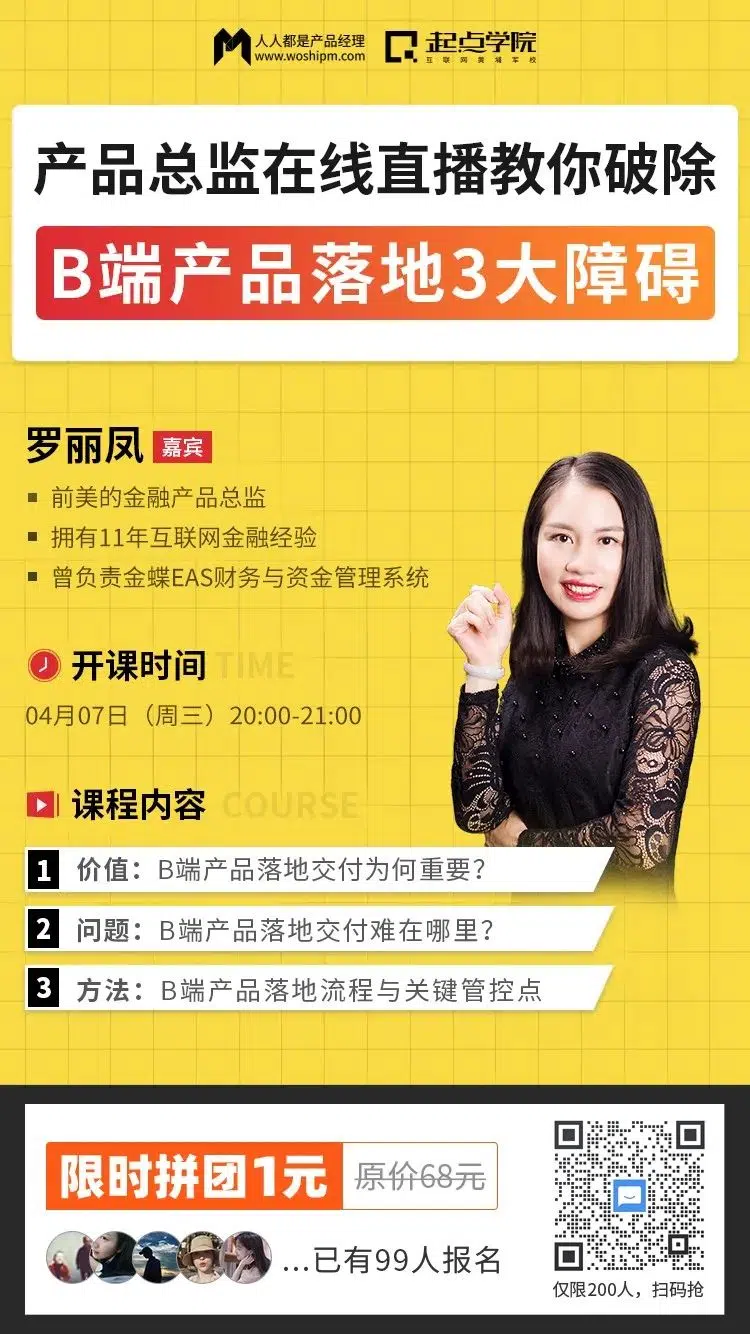 人人都是产品经理
www.woshipm.com
起点学院
互联网黄埔军校
产品总监在线直播教你破除
B端产品落地3大障碍
罗丽凤 嘉宾
前美的金融产品总监
拥有11年互联网金融经验
曾负责金蝶EAS财务与资金管理系统
开课时间 TIME
04月07日（周三）20:00-21:00
课程内容 COURSE
1 价值：B端产品落地交付为何重要？
2 问题：B端产品落地交付难在哪里？
3 方法：B端产品落地流程与关键管控点
限时拼团1元 原价68元
...已有99人报名
仅限200人，扫码抢